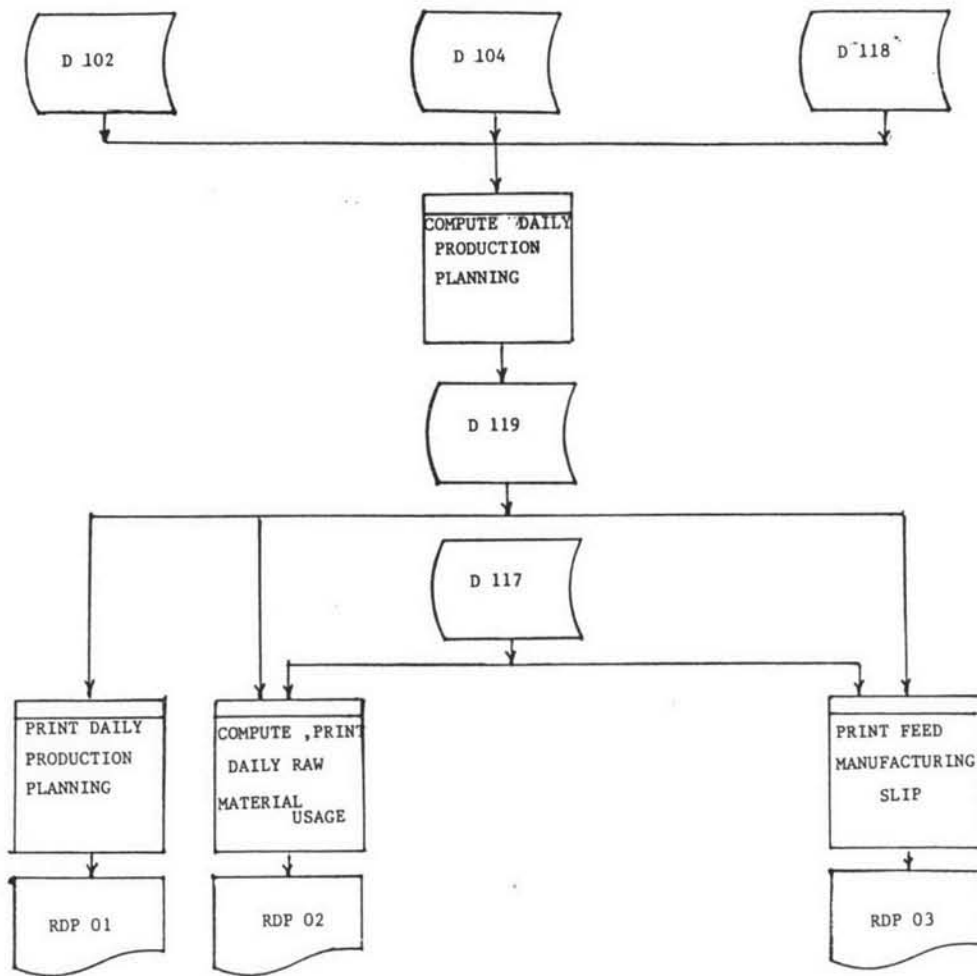 D 102
D 104
D 118
COMPUTE DAILY
PRODUCTION
PLANNING
D 119
D 117
PRINT DAILY
PRODUCTION
PLANNING
COMPUTE ,PRINT
DAILY RAW
MATERIAL USAGE
PRINT FEED
MANUFACTURING
SLIP
RDP 01
RDP 02
RDP 03